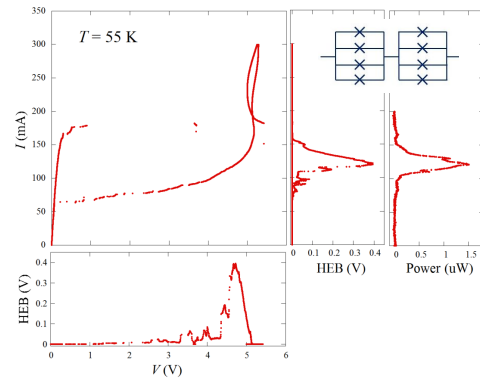 T = 55 K
I (mA)
350
300
250
200
150
100
50
0
0 0.1 0.2 0.3 0.4
HEB (V)
0 0.5 1 1.5
Power (uW)
HEB (V)
0.4
0.3
0.2
0.1
0
0 1 2 3 4 5 6
V (V)